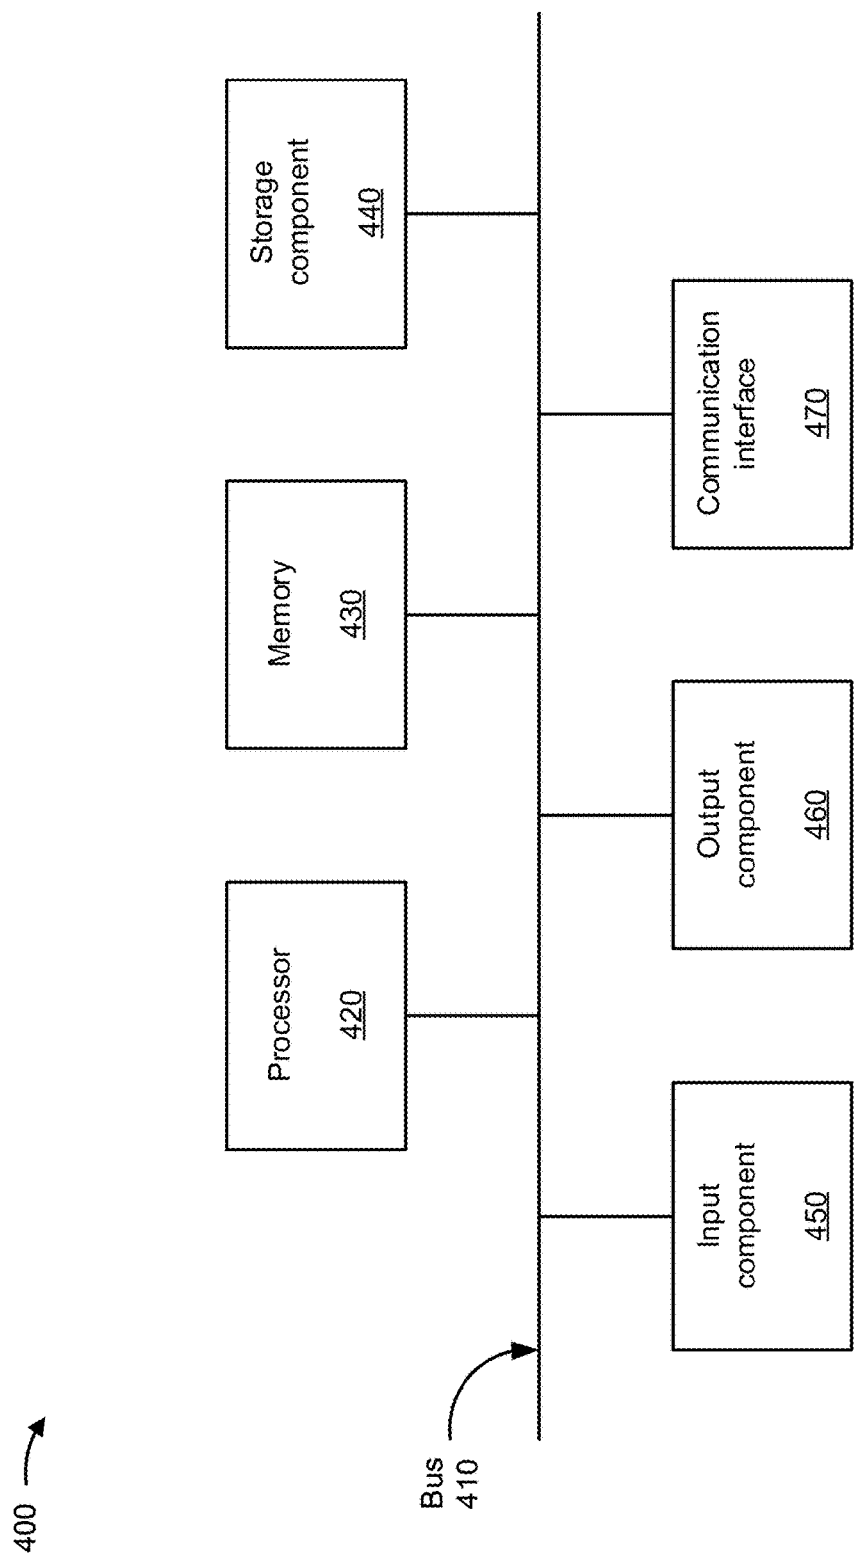 400
Processor
420
Memory
430
Storage
component
440
Bus
410
Input
component
450
Output
component
460
Communication
interface
470